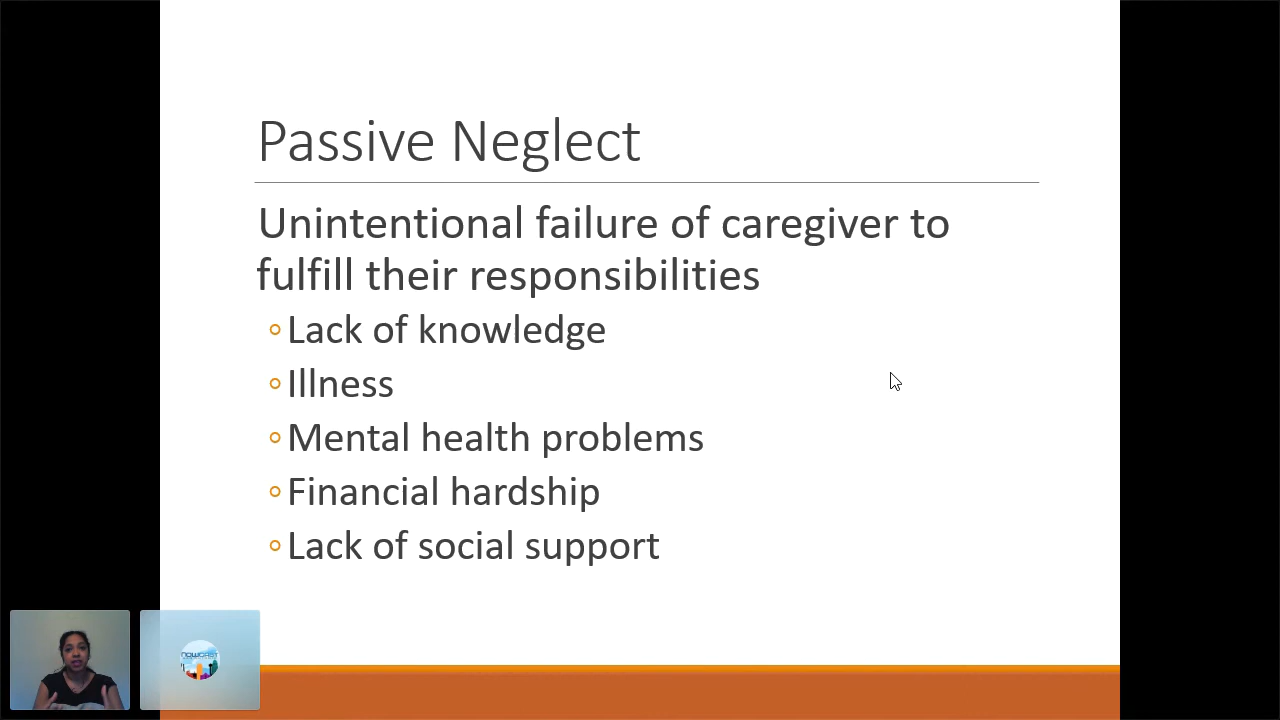 Passive Neglect
Unintentional failure of caregiver to
fulfill their responsibilities
Lack of knowledge
Illness
Mental health problems
Financial hardship
Lack of social support
NOWCAST